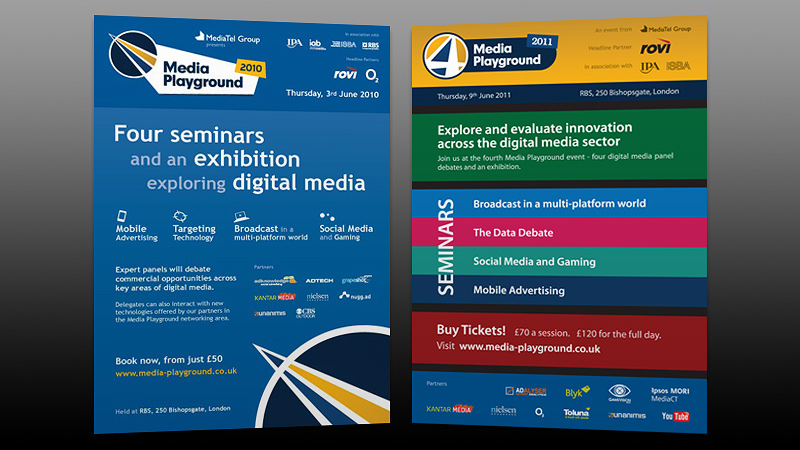 MediaTel Group
presents
In association with
IPA
iab
ISBA
RBS
Headline Partners
rovi
O2
Media
Playground
2010
Thursday, 3rd June 2010
Four seminars
and an exhibition
exploring digital media
Mobile
Advertising
Targeting
Technology
Broadcast in a
multi-platform world
Social Media
and Gaming
Expert panels will debate
commercial opportunities across
key areas of digital media.
Delegates can also interact with new
technologies offered by our partners in
the Media Playground networking area.
Partners
adknowledge
ADTECH
grapeshot
KANTAR MEDIA
nielsen
nugg.ad
unanimis
CBS
OUTDOOR
Book now, from just £50
www.media-playground.co.uk
Held at RBS, 250 Bishopsgate, London
Media
Playground
2011
An event from
MediaTel Group
Headline Partner
rovi
In association with
IPA
ISBA
Thursday, 9th June 2011
RBS, 250 Bishopsgate, London
Explore and evaluate innovation
across the digital media sector
Join us at the fourth Media Playground event - four digital media panel
debates and an exhibition.
SEMINARS
Broadcast in a multi-platform world
The Data Debate
Social Media and Gaming
Mobile Advertising
Buy Tickets! £70 a session. £120 for the full day.
Visit www.media-playground.co.uk
Partners
ADALYSER
Blyk
Ipsos MORI
MediaCT
KANTAR MEDIA
nielsen
O2
Toluna
unanimis
YouTube